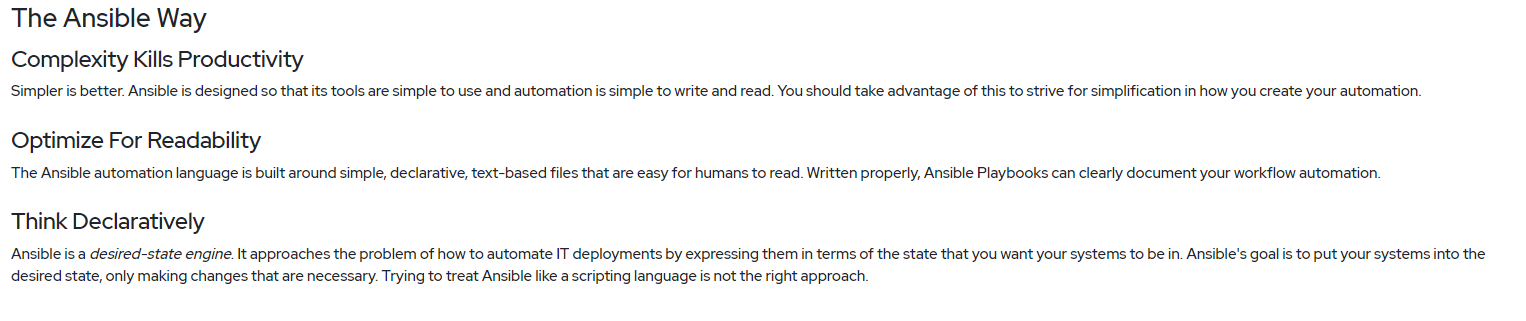 The Ansible Way
Complexity Kills Productivity
Simpler is better. Ansible is designed so that its tools are simple to use and automation is simple to write and read. You should take advantage of this to strive for simplification in how you create your automation.
Optimize For Readability
The Ansible automation language is built around simple, declarative, text-based files that are easy for humans to read. Written properly, Ansible Playbooks can clearly document your workflow automation.
Think Declaratively
Ansible is a desired-state engine. It approaches the problem of how to automate IT deployments by expressing them in terms of the state that you want your systems to be in. Ansible's goal is to put your systems into the
desired state, only making changes that are necessary. Trying to treat Ansible like a scripting language is not the right approach.